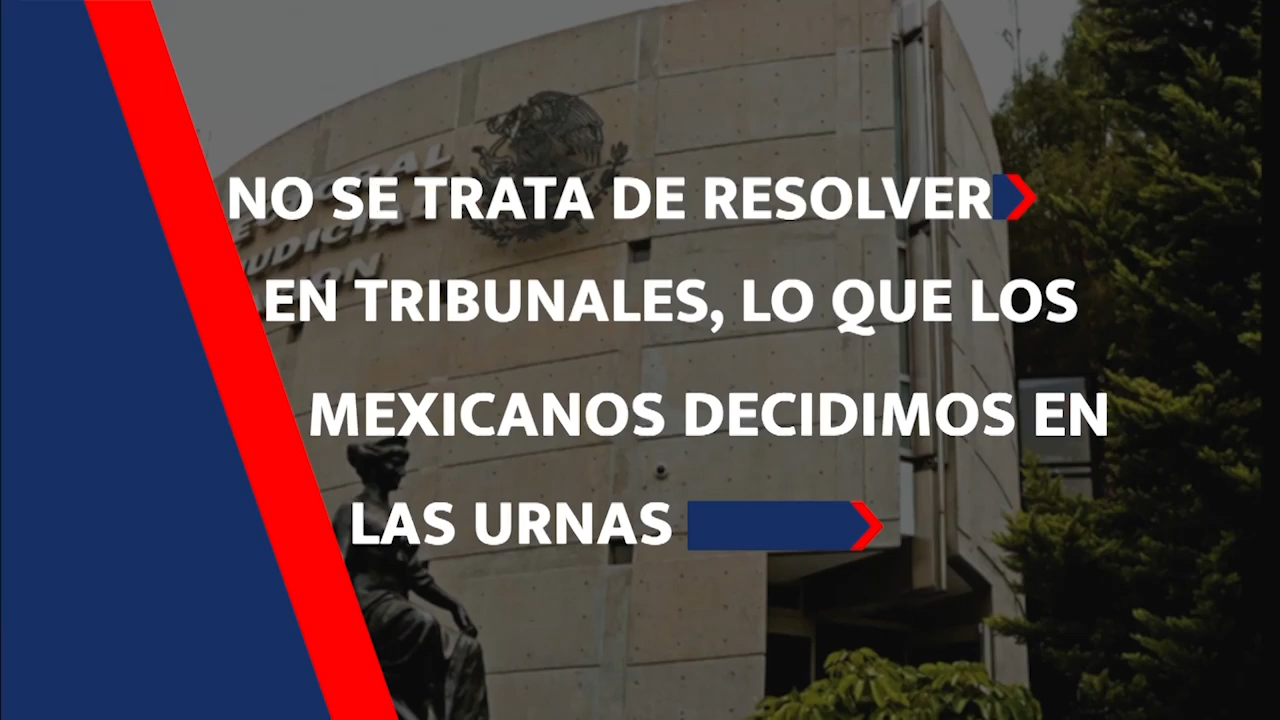 NO SE TRATA DE RESOLVER
EN TRIBUNALES, LO QUE LOS
MEXICANOS DECIDIMOS EN
LAS URNAS